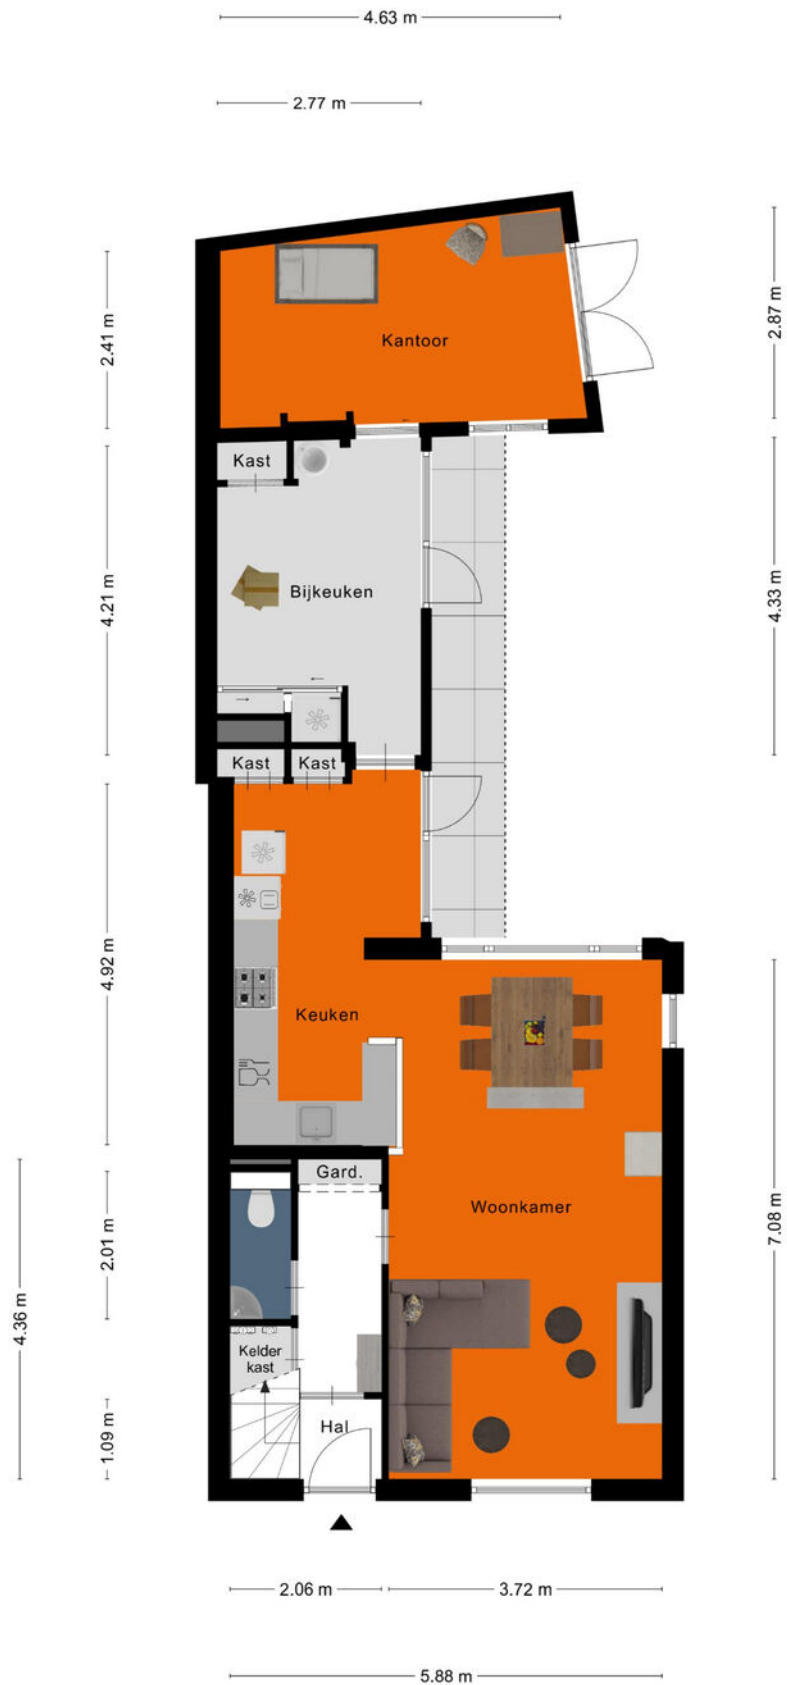 4.63 m
2.77 m
2.41 m
2.87 m
Kantoor
Kast
4.21 m
Bijkeuken
4.33 m
Kast
Kast
4.92 m
Keuken
Gard.
2.01 m
Woonkamer
7.08 m
4.36 m
Kelder
kast
1.09 m
Hal
2.06 m
3.72 m
5.88 m